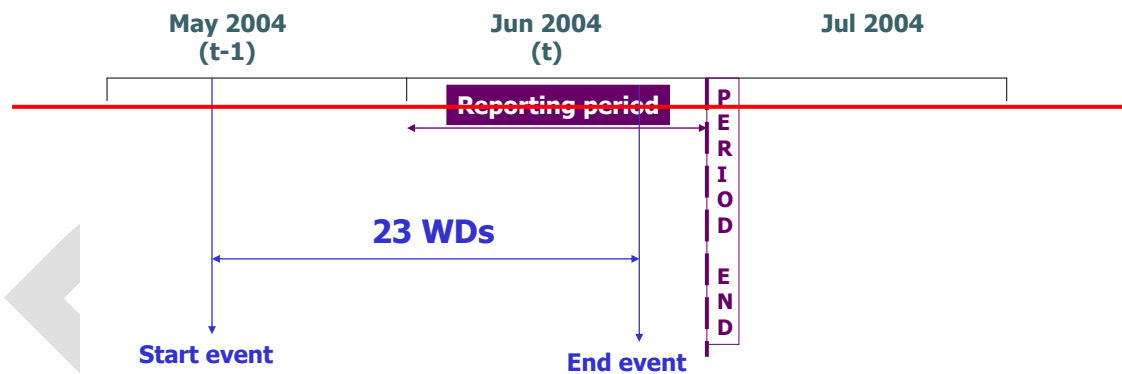 May 2004
(t-1)
Jun 2004
(t)
Jul 2004
Reporting period
P
E
R
I
O
D
E
N
D
23 WDs
Start event
End event